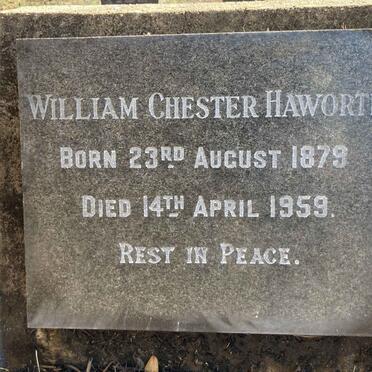 WILLIAM CHESTER HAWORT
BORN 23RD AUGUST 1879
DIED 14TH APRIL 1959.
REST IN PEACE.